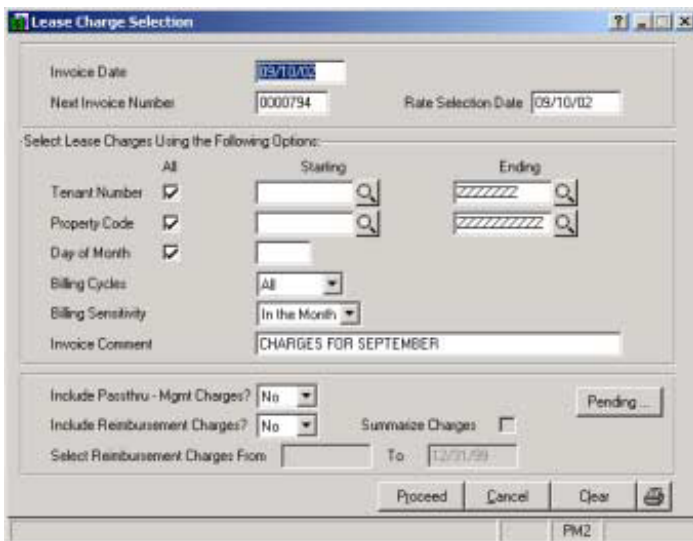 Lease Charge Selection
Invoice Date 09/10/02
Next Invoice Number 0000794 Rate Selection Date 09/10/02
Select Lease Charges Using the Following Options:
All Starting Ending
Tenant Number ZZZZZZZ
Property Code ZZZZZZZZZZ
Day of Month
Billing Cycles All
Billing Sensitivity In the Month
Invoice Comment CHARGES FOR SEPTEMBER
Include Passthru - Mgmt Charges? No Pending ...
Include Reimbursement Charges? No Summarize Charges
Select Reimbursement Charges From To 12/31/99
Proceed Cancel Clear
PM2